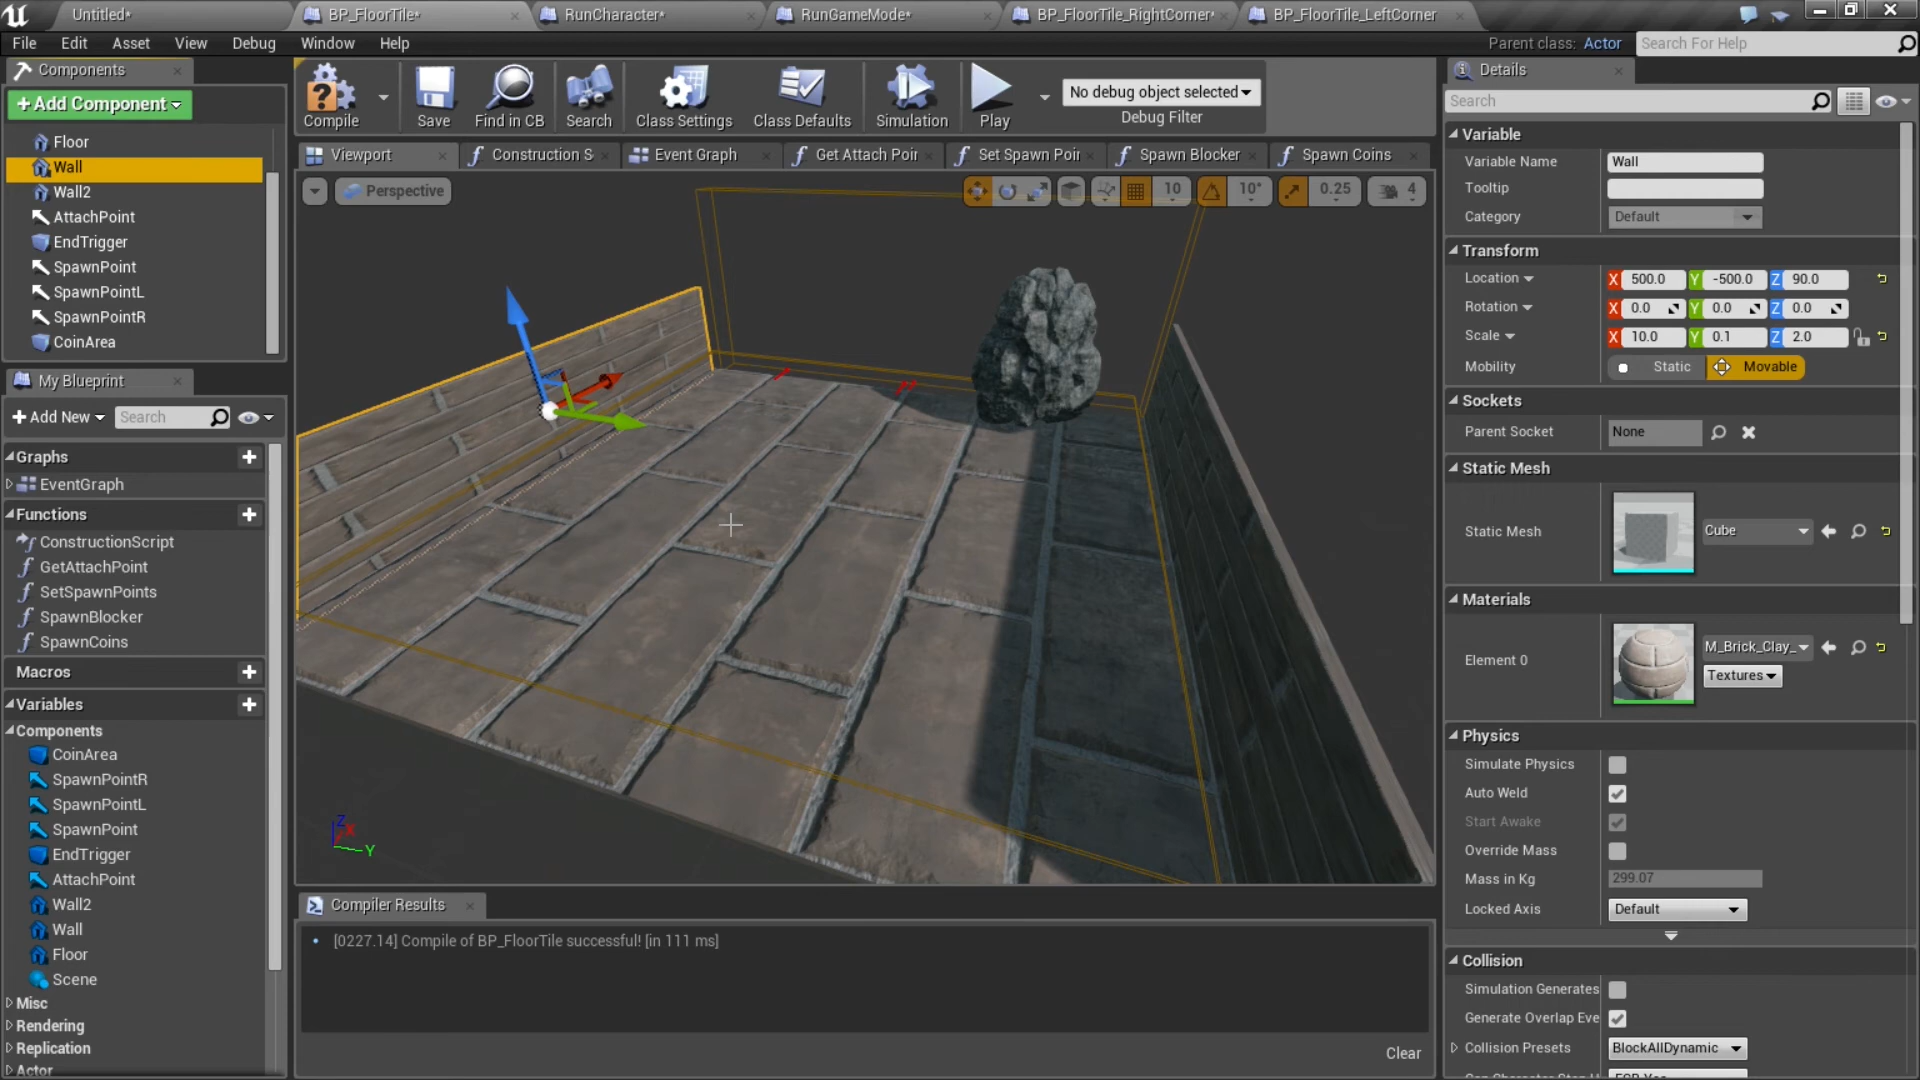 Untitled*
BP_FloorTile*
RunCharacter*
RunGameMode*
BP_FloorTile_RightCorner*
BP_FloorTile_LeftCorner
File Edit Asset View Debug Window Help
Parent class: Actor
Search For Help
Components
+Add Component
Floor
Wall
Wall2
AttachPoint
EndTrigger
SpawnPoint
SpawnPointL
SpawnPointR
CoinArea
My Blueprint
+Add New
Search
Graphs
EventGraph
Functions
ConstructionScript
GetAttachPoint
SetSpawnPoints
SpawnBlocker
SpawnCoins
Macros
Variables
Components
CoinArea
SpawnPointR
SpawnPointL
SpawnPoint
EndTrigger
AttachPoint
Wall2
Wall
Floor
Scene
Misc
Rendering
Replication
Actor
Compile
Save
Find in CB
Search
Class Settings
Class Defaults
Simulation
Play
No debug object selected
Debug Filter
Viewport
Construction S
Event Graph
Get Attach Poir
Set Spawn Poir
Spawn Blocker
Spawn Coins
Perspective
10
10°
0.25
4
Z
X
Y
Compiler Results
[0227.14] Compile of BP_FloorTile successful! [in 111 ms]
Clear
Details
Search
Variable
Variable Name Wall
Tooltip
Category Default
Transform
Location X 500.0 Y -500.0 Z 90.0
Rotation X 0.0 Y 0.0 Z 0.0
Scale X 10.0 Y 0.1 Z 2.0
Mobility Static Movable
Sockets
Parent Socket None
Static Mesh
Static Mesh Cube
Materials
Element 0 M_Brick_Clay_
Textures
Physics
Simulate Physics
Auto Weld
Start Awake
Override Mass
Mass in Kg 299.07
Locked Axis Default
Collision
Simulation Generates
Generate Overlap Eve
Collision Presets BlockAllDynamic